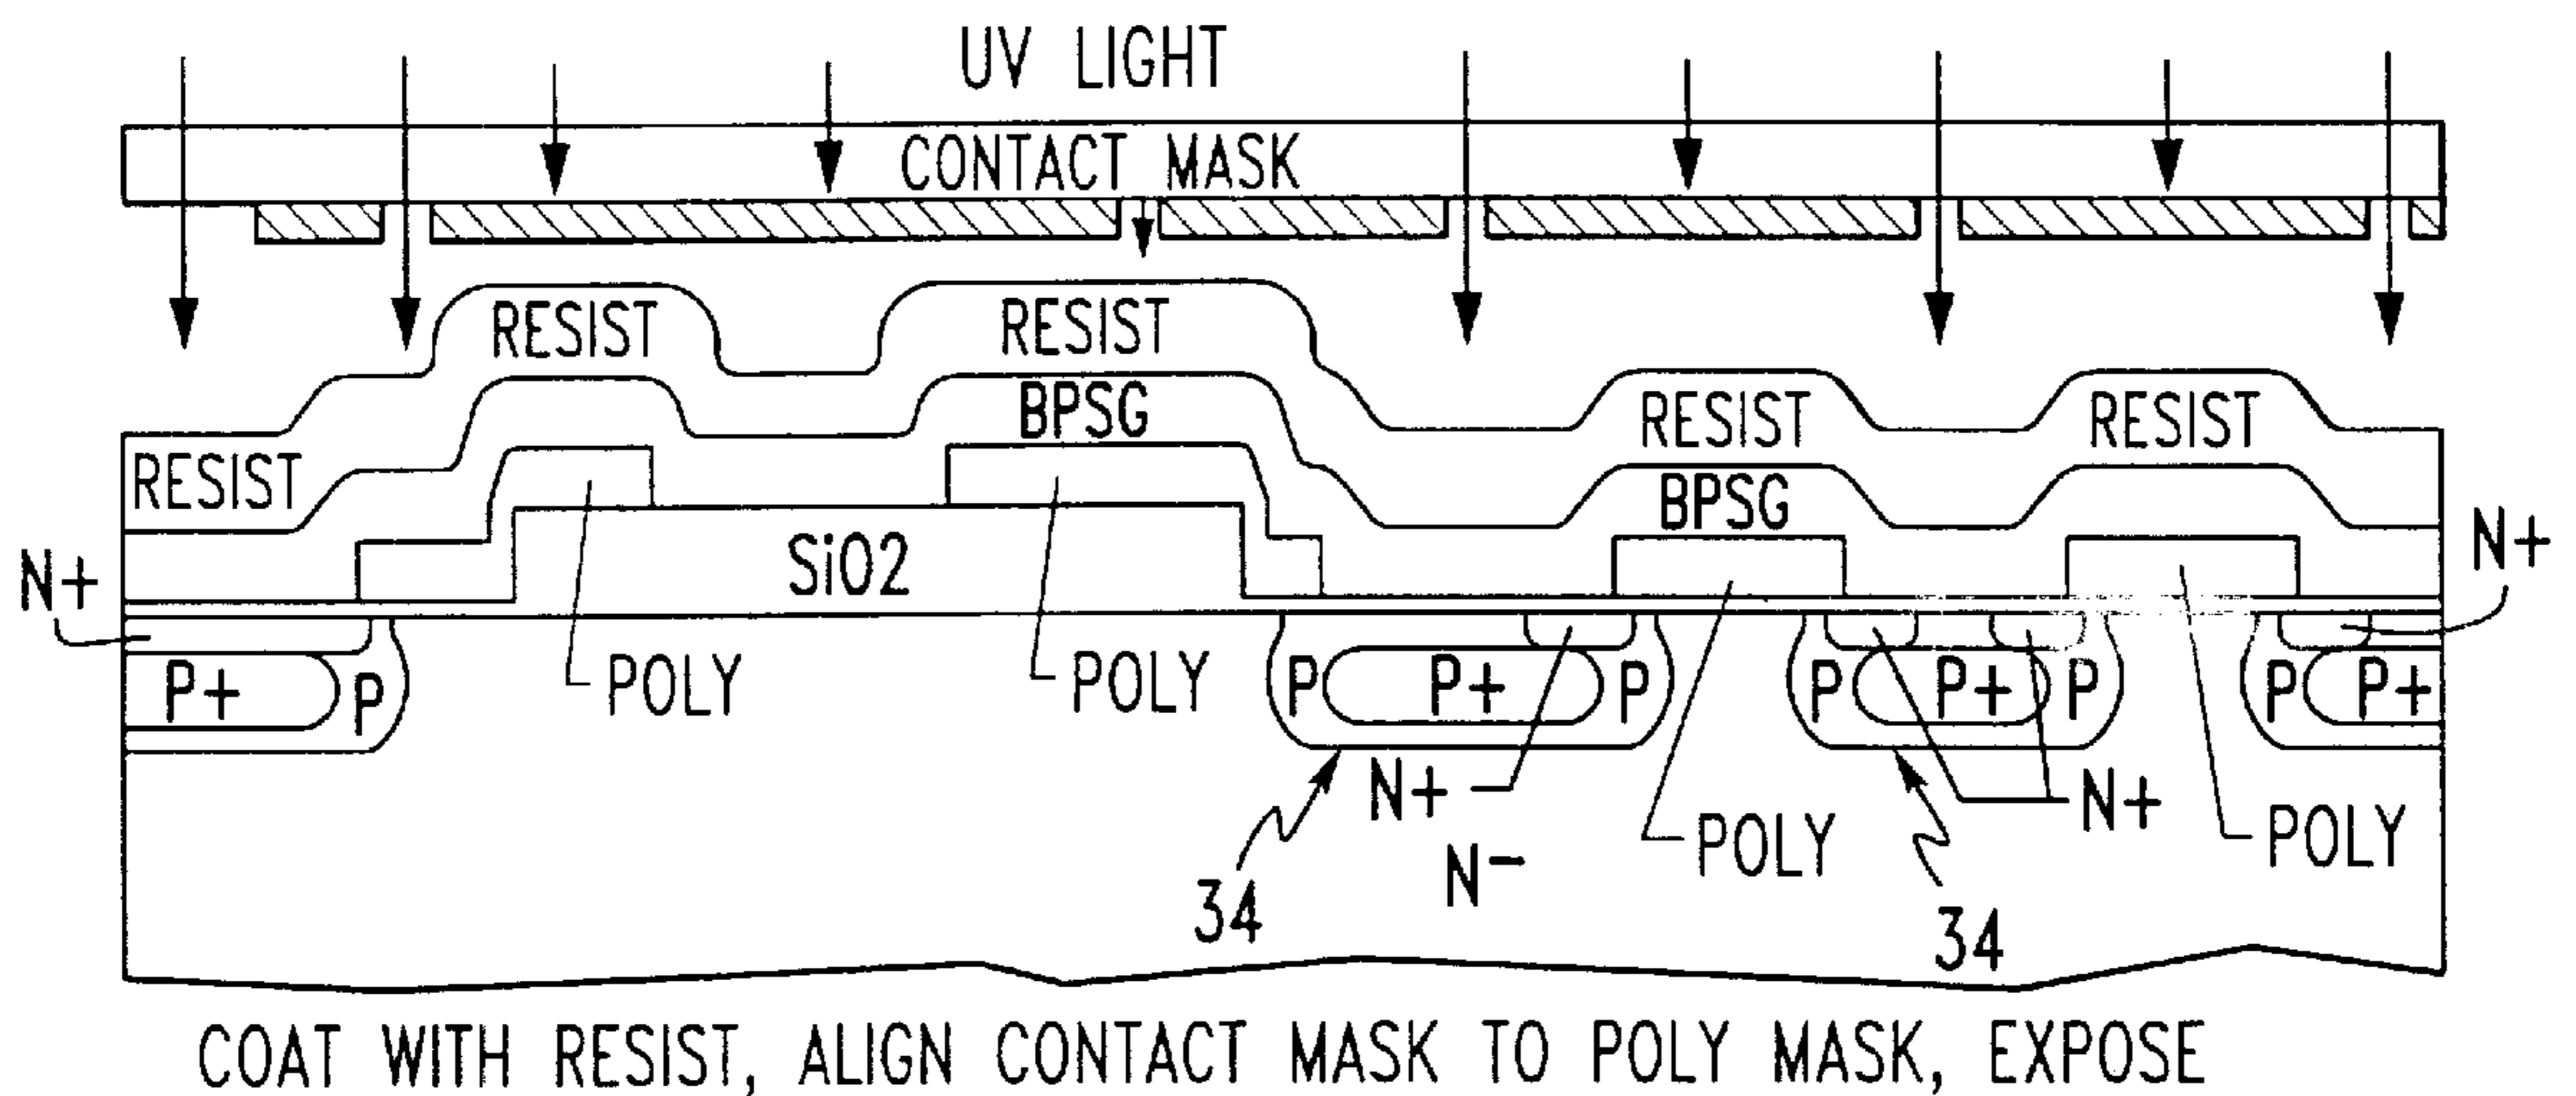 UV LIGHT
CONTACT MASK
RESIST
RESIST
RESIST
BPSG
RESIST
RESIST
BPSG
SiO2
N+
N+
P+
P
POLY
POLY
P
P+
P
P
P+
P
P
P+
N+
N+
POLY
POLY
N-
34
34
COAT WITH RESIST, ALIGN CONTACT MASK TO POLY MASK, EXPOSE